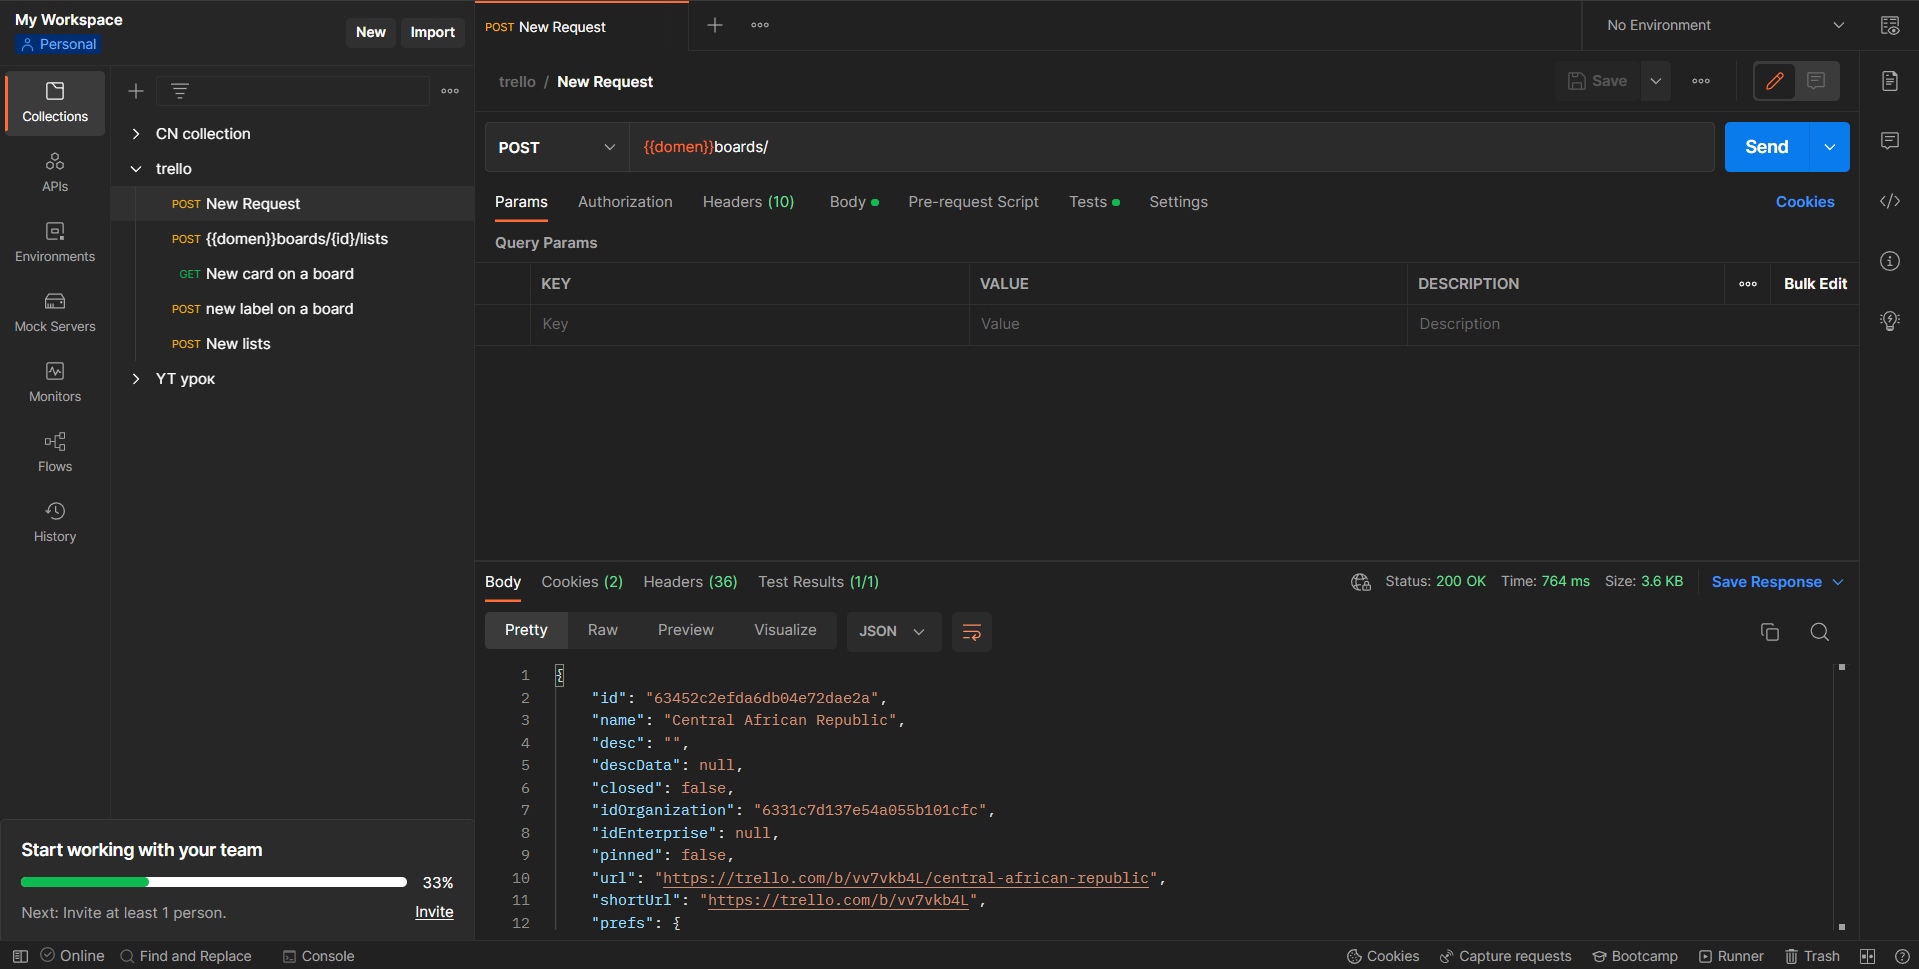 My Workspace
Personal
New
Import
POST New Request
No Environment
Collections
APIs
Environments
Mock Servers
Monitors
Flows
History
CN collection
trello
POST New Request
POST {{domen}}boards/{id}/lists
GET New card on a board
POST new label on a board
POST New lists
YT урок
trello / New Request
Save
POST
{{domen}}boards/
Send
Params Authorization Headers (10) Body Pre-request Script Tests Settings
Cookies
Query Params
KEY VALUE DESCRIPTION Bulk Edit
Key Value Description
Body Cookies (2) Headers (36) Test Results (1/1)
Status: 200 OK Time: 764 ms Size: 3.6 KB Save Response
Pretty Raw Preview Visualize JSON
1 {
2 "id": "63452c2efda6db04e72dae2a",
3 "name": "Central African Republic",
4 "desc": "",
5 "descData": null,
6 "closed": false,
7 "idOrganization": "6331c7d137e54a055b101cfc",
8 "idEnterprise": null,
9 "pinned": false,
10 "url": "https://trello.com/b/vv7vkb4L/central-african-republic",
11 "shortUrl": "https://trello.com/b/vv7vkb4L",
12 "prefs": {
Start working with your team
33%
Next: Invite at least 1 person.
Invite
Online Find and Replace Console
Cookies Capture requests Bootcamp Runner Trash